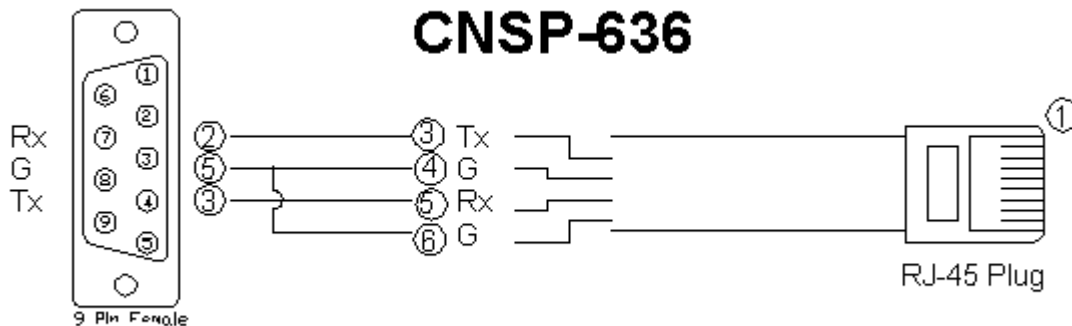 CNSP-636
1
6
2
7
3
8
4
9
5
Rx 2 3 Tx
G 5 4 G
Tx 3 5 Rx
6 G
1
RJ-45 Plug
9 Pin Female